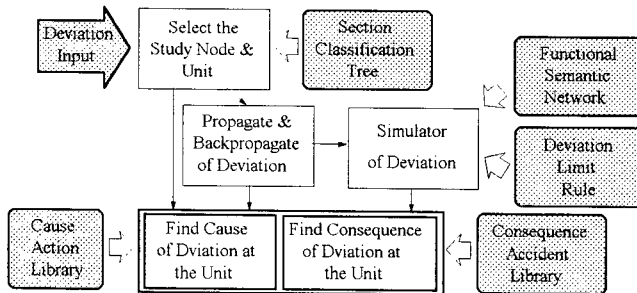 Deviation
Input
Select the
Study Node &
Unit
Section
Classification
Tree
Functional
Semantic
Network
Propagate &
Backpropagate
of Deviation
Simulator
of Deviation
Deviation
Limit
Rule
Cause
Action
Library
Find Cause
of Dviation at
the Unit
Find Consequence
of Dviation at
the Unit
Consequence
Accident
Library